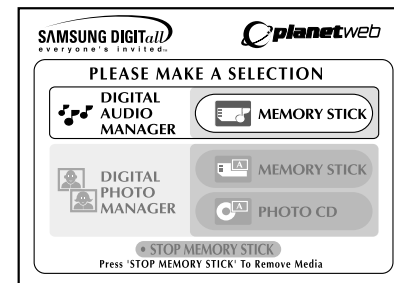 SAMSUNG DIGITall
everyone's invited™
planetweb
PLEASE MAKE A SELECTION
DIGITAL
AUDIO
MANAGER
MEMORY STICK
DIGITAL
PHOTO
MANAGER
A MEMORY STICK
A PHOTO CD
• STOP MEMORY STICK
Press 'STOP MEMORY STICK' To Remove Media